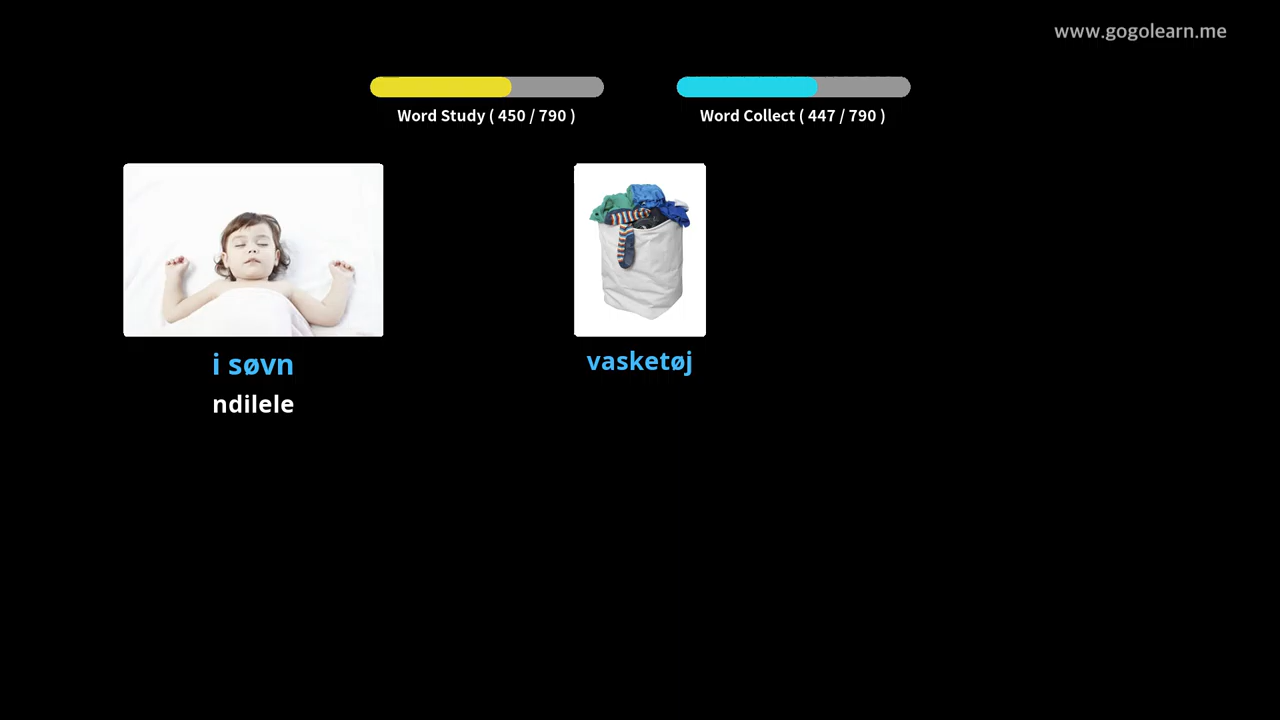 www.gogolearn.me
Word Study ( 450 / 790 )
Word Collect ( 447 / 790 )
i søvn
ndilele
vasketøj